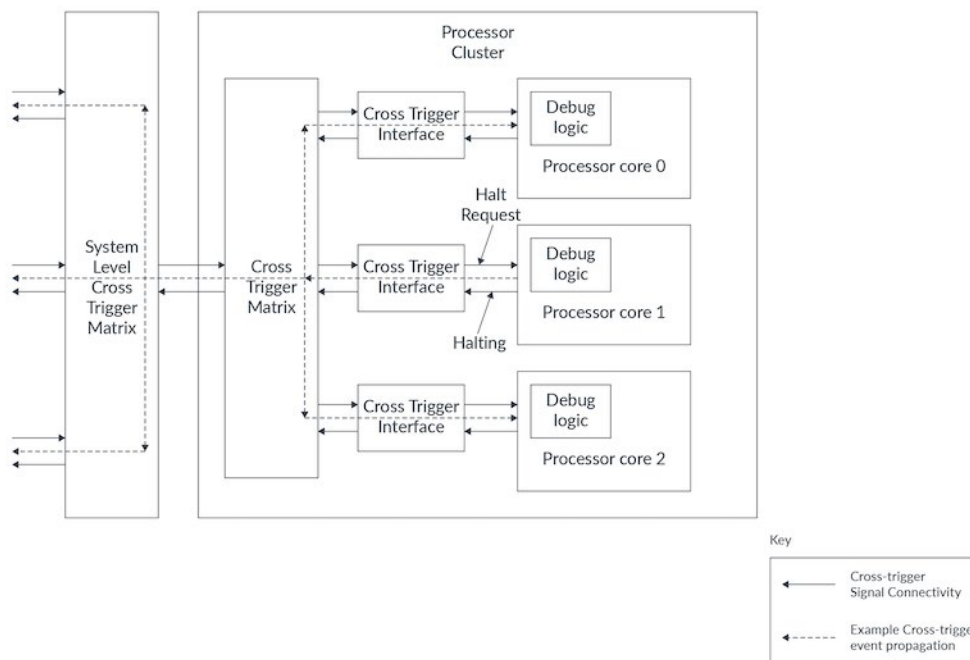 Processor
Cluster
Cross Trigger
Interface
Debug
logic
Processor core 0
Halt
Request
System
Level
Cross
Trigger
Matrix
Cross
Trigger
Matrix
Cross Trigger
Interface
Debug
logic
Processor core 1
Halting
Cross Trigger
Interface
Debug
logic
Processor core 2
Key
Cross-trigger
Signal Connectivity
Example Cross-trigge
event propagation